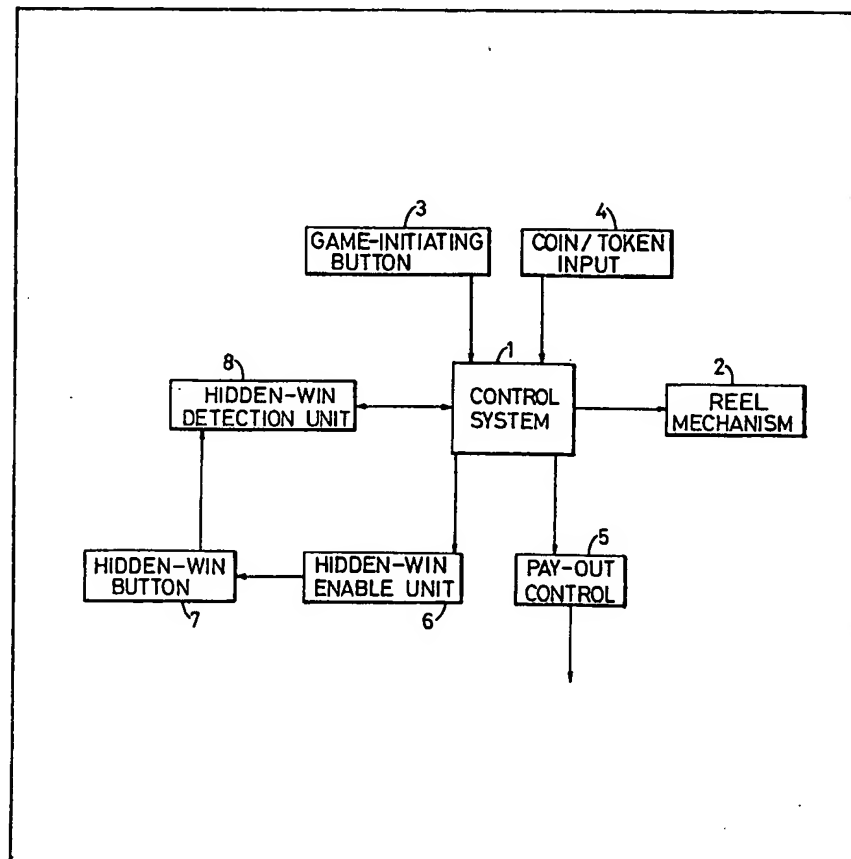 3
GAME-INITIATING
BUTTON
4
COIN/TOKEN
INPUT
8
HIDDEN-WIN
DETECTION UNIT
1
CONTROL
SYSTEM
2
REEL
MECHANISM
HIDDEN-WIN
BUTTON
7
HIDDEN-WIN
ENABLE UNIT
6
5
PAY-OUT
CONTROL